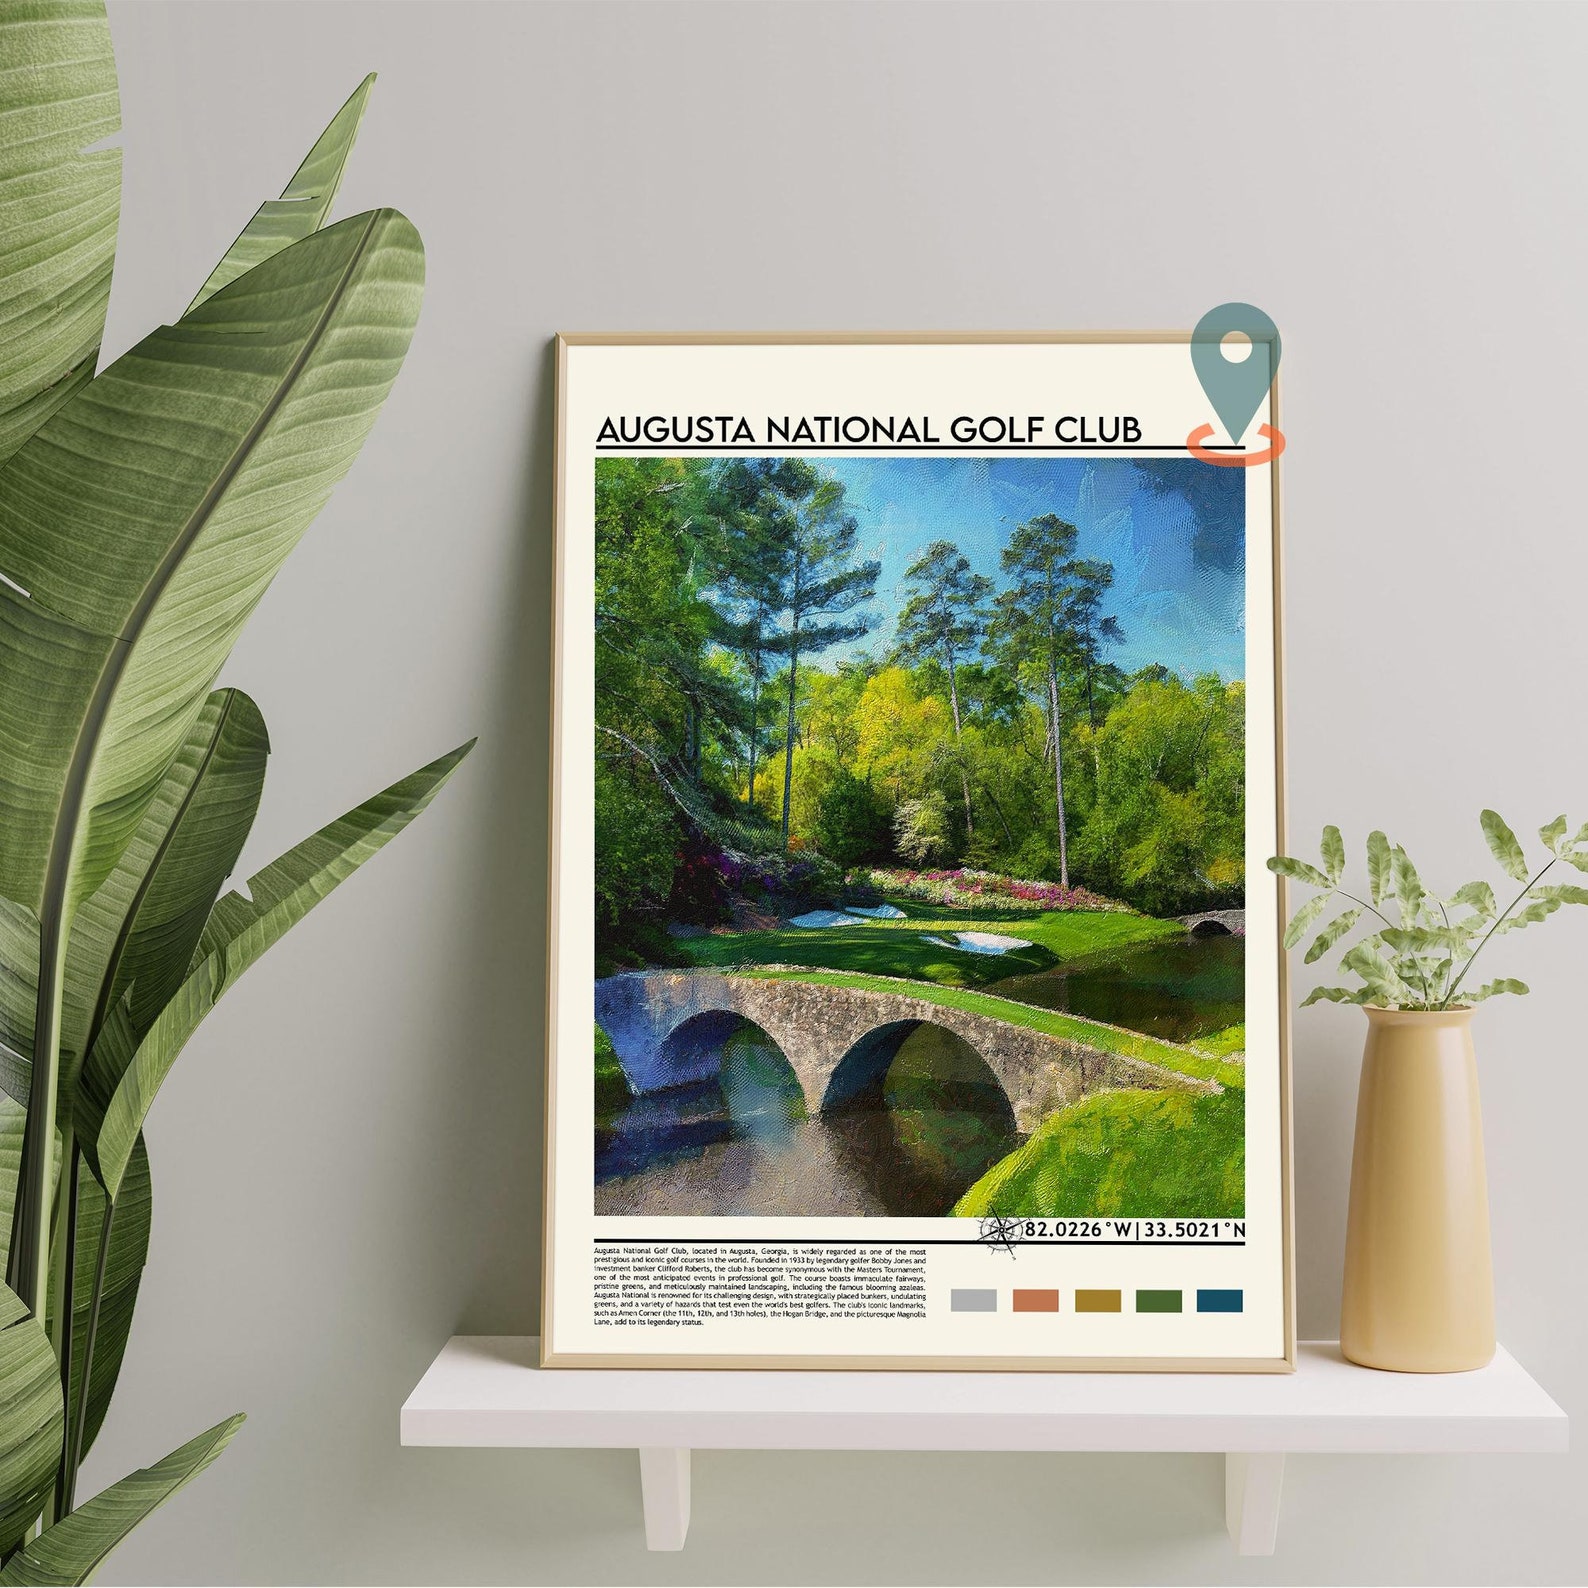 AUGUSTA NATIONAL GOLF CLUB
82.0226°W|33.5021°N
Augusta National Golf Club, located in Augusta, Georgia, is widely regarded as one of the most
prestigious and iconic golf courses in the world. Founded in 1933 by legendary golfer Bobby Jones and
investment banker Clifford Roberts, the club has become synonymous with the Masters Tournament,
one of the most anticipated events in professional golf. The course boasts immaculate fairways,
pristine greens, and meticulously maintained landscaping, including the famous blooming azaleas.
Augusta National is renowned for its challenging design, with strategically placed bunkers, undulating
greens, and a variety of hazards that test even the world's best golfers. The club's iconic landmarks,
such as Amen Corner (the 11th, 12th, and 13th holes), the Hogan Bridge, and the picturesque Magnolia
Lane, add to its legendary status.